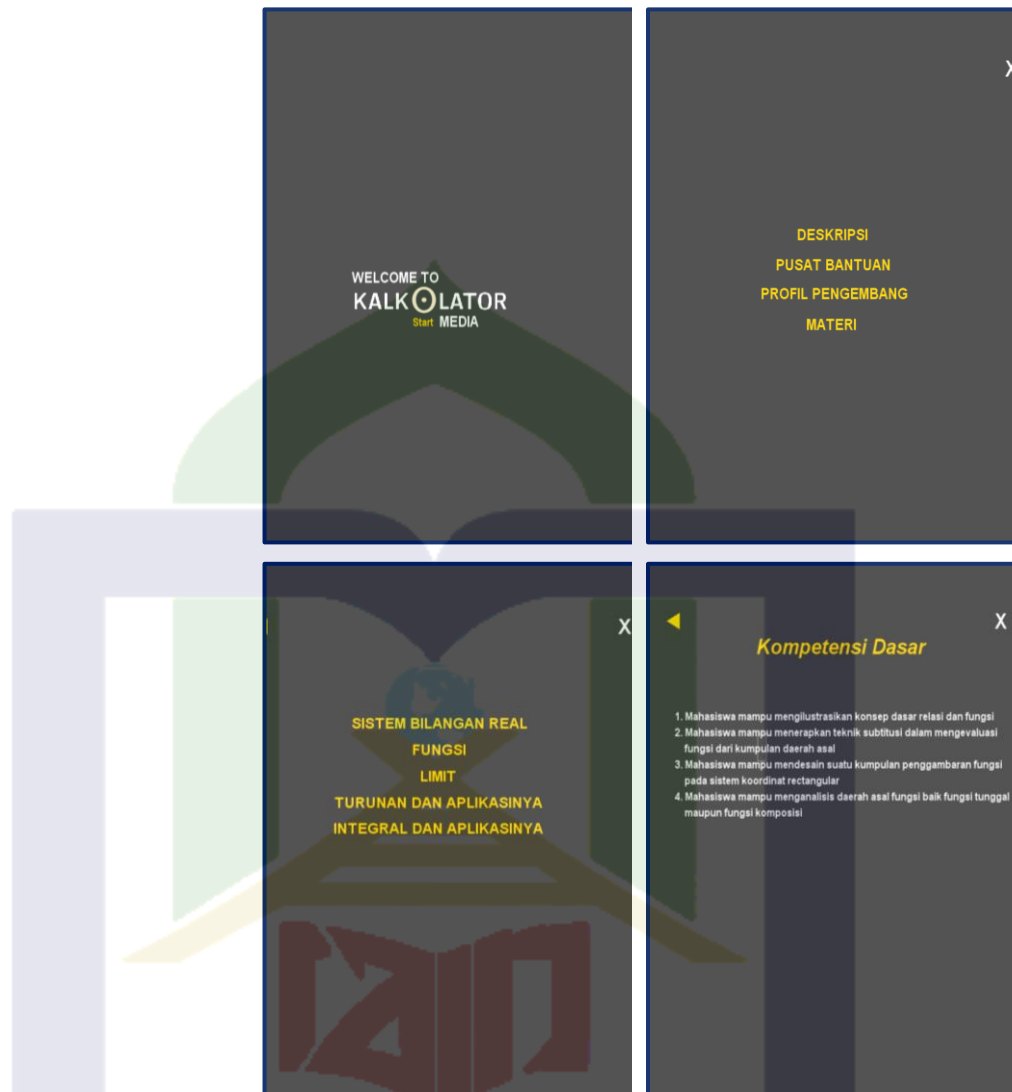 WELCOME TO
KALKOLATOR
Start MEDIA
X
DESKRIPSI
PUSAT BANTUAN
PROFIL PENGEMBANG
MATERI
X
SISTEM BILANGAN REAL
FUNGSI
LIMIT
TURUNAN DAN APLIKASINYA
INTEGRAL DAN APLIKASINYA
X
Kompetensi Dasar
1. Mahasiswa mampu mengilustrasikan konsep dasar relasi dan fungsi
2. Mahasiswa mampu menerapkan teknik subtitusi dalam mengevaluasi
fungsi dari kumpulan daerah asal
3. Mahasiswa mampu mendesain suatu kumpulan penggambaran fungsi
pada sistem koordinat rectangular
4. Mahasiswa mampu menganalisis daerah asal fungsi baik fungsi tunggal
maupun fungsi komposisi